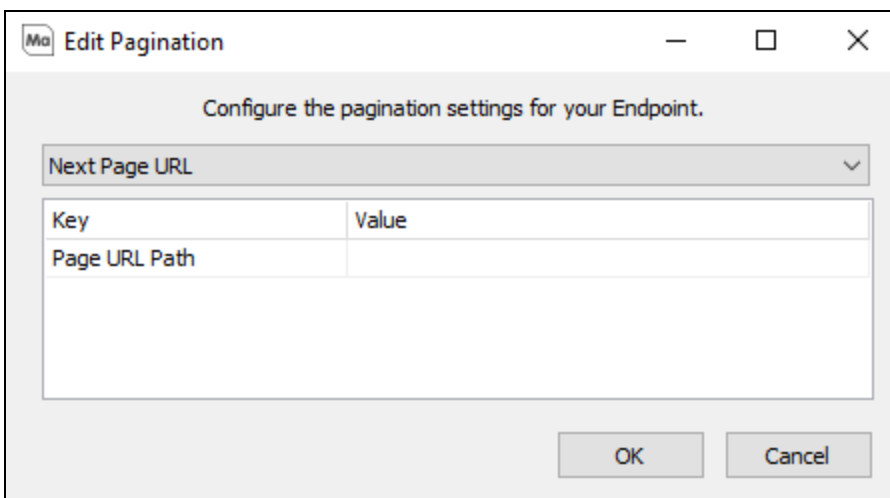 Ma Edit Pagination
Configure the pagination settings for your Endpoint.
Next Page URL
Key Value
Page URL Path
OK Cancel